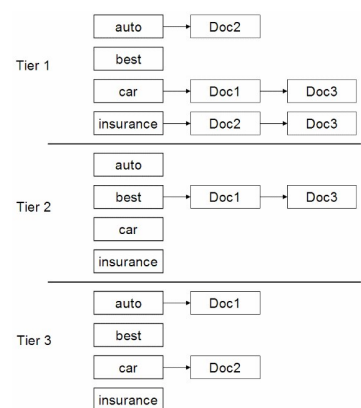 auto Doc2
best
Tier 1
car Doc1 Doc3
insurance Doc2 Doc3
auto
best Doc1 Doc3
Tier 2
car
insurance
auto Doc1
best
Tier 3
car Doc2
insurance